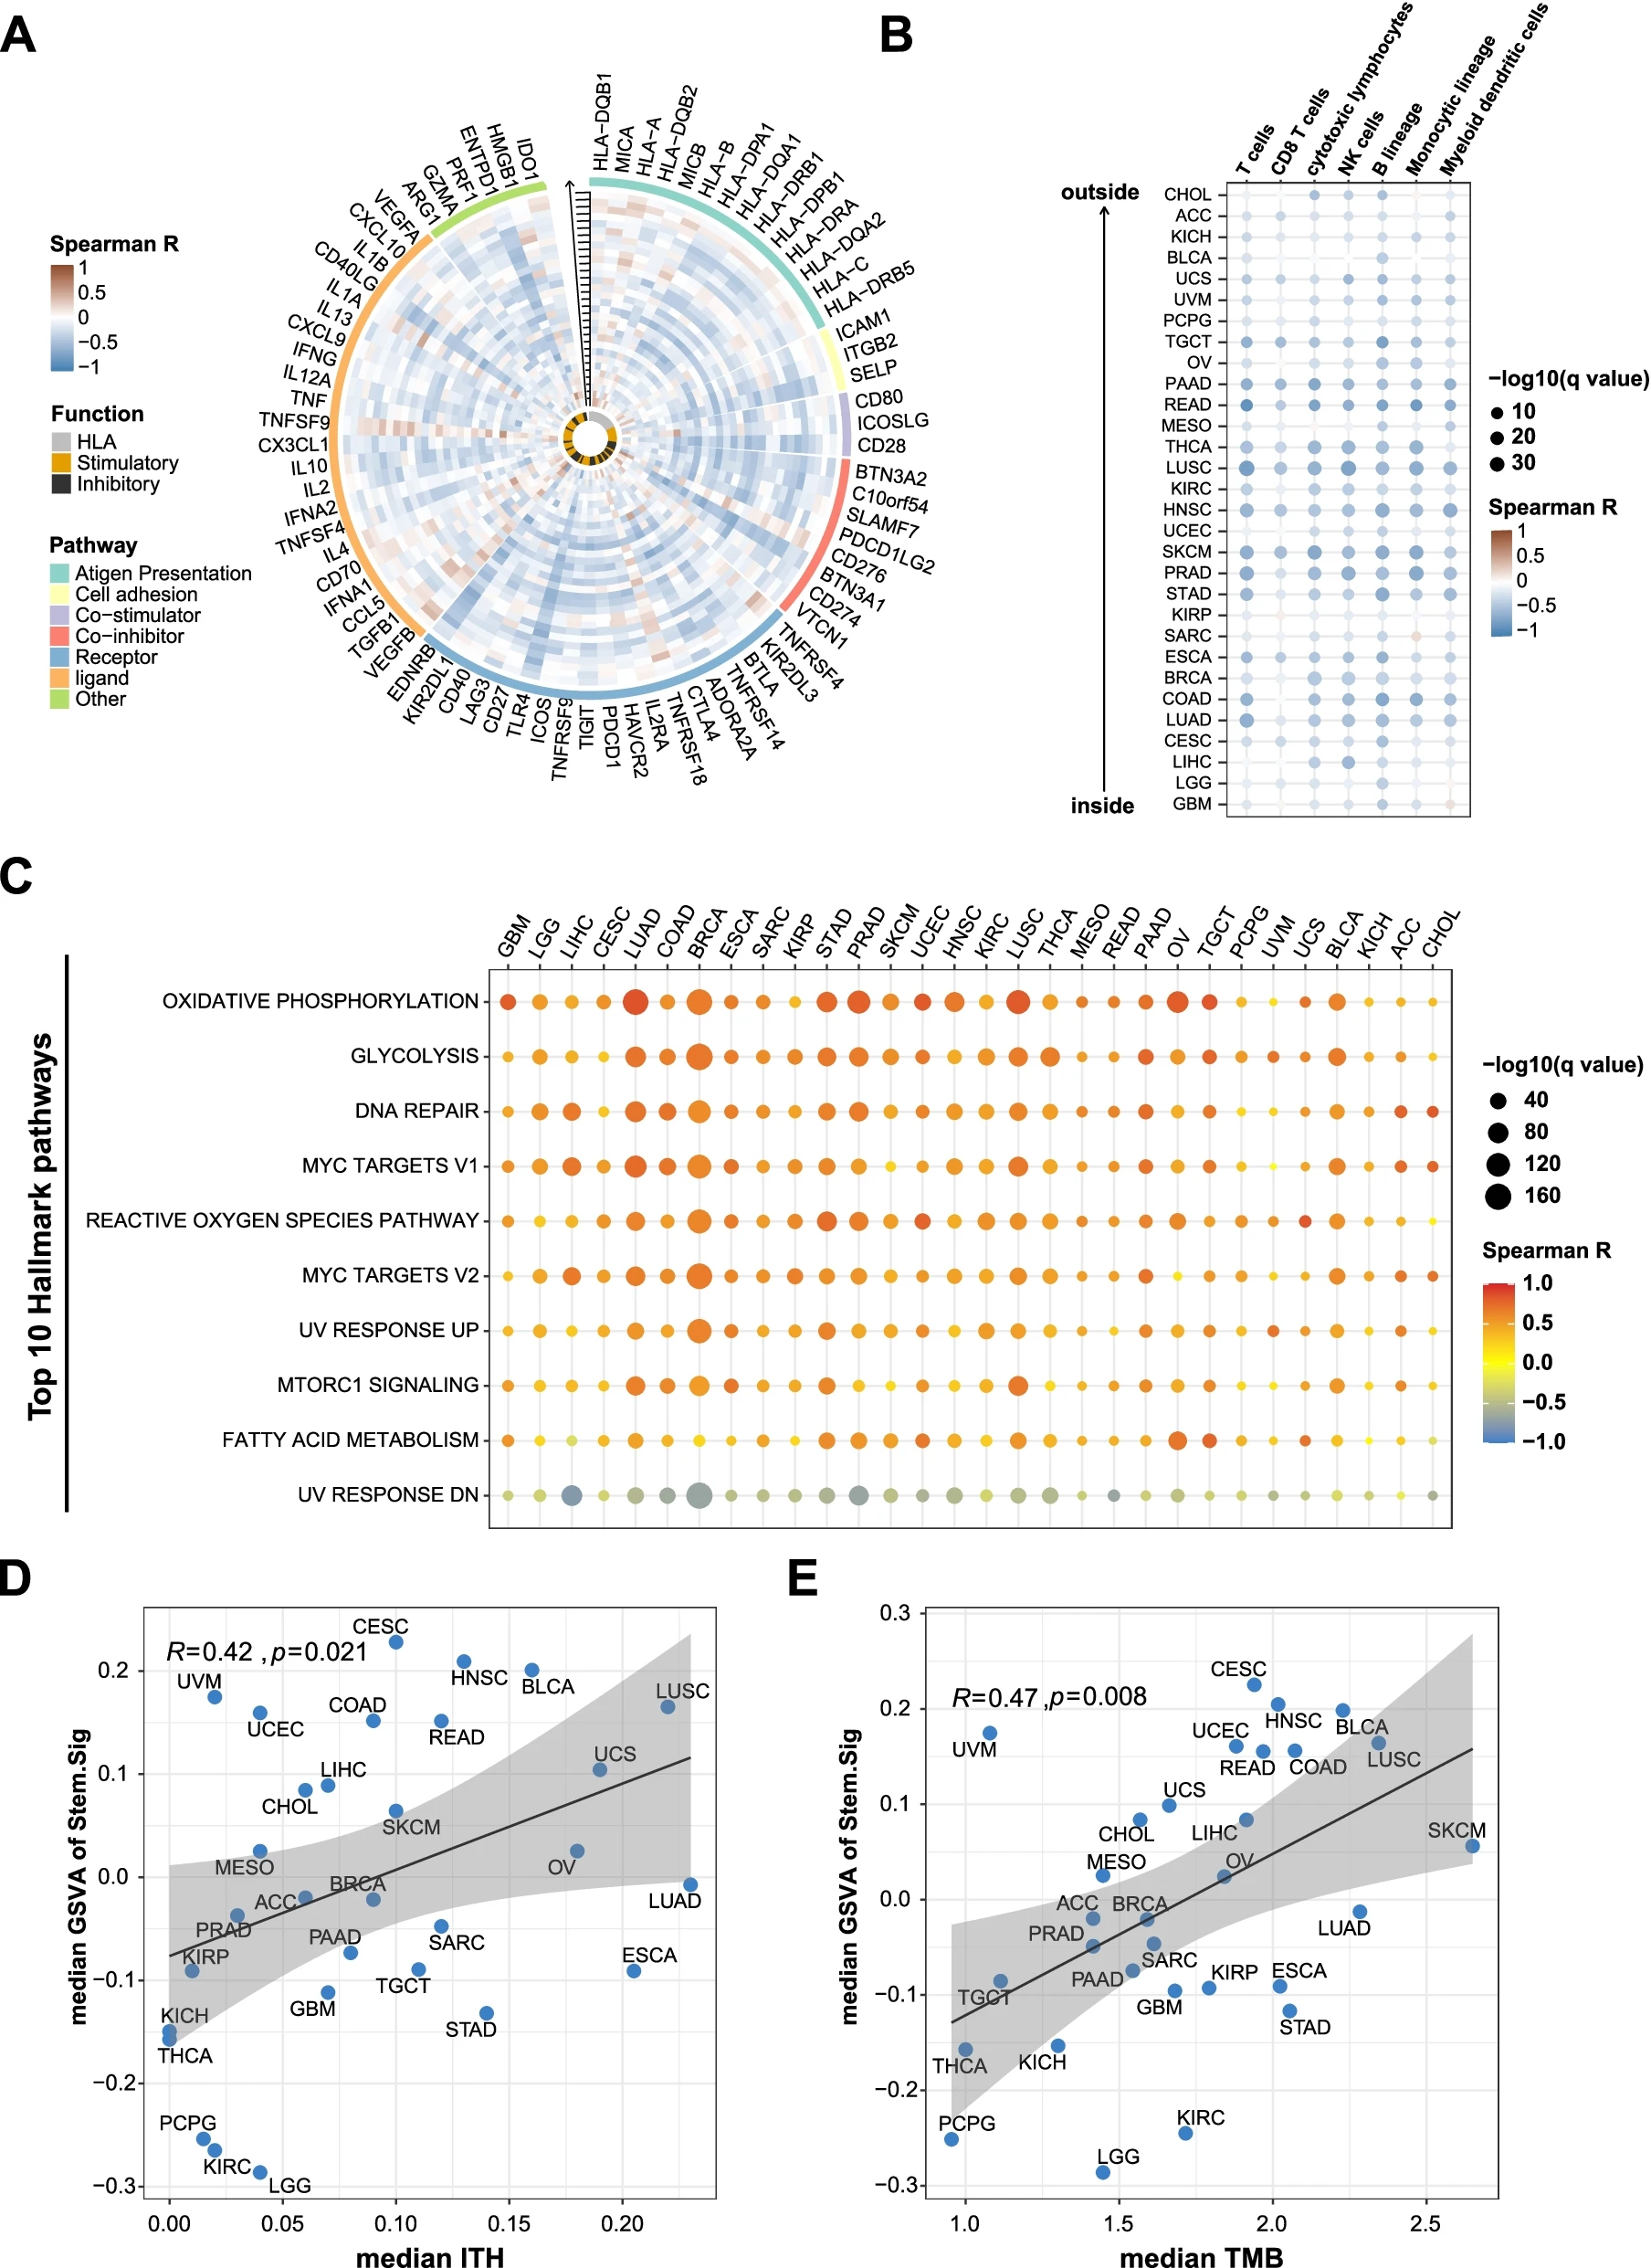 A
HLA−DQB1
MICA
HLA−A
HLA−DQB2
MICB
HLA−B
HLA−DPA1
HLA−DQA1
HLA−DRB1
HLA−DPB1
HLA−DRA
HLA−DQA2
HLA−C
HLA−DRB5
ICAM1
ITGB2
SELP
CD80
ICOSLG
CD28
BTN3A2
C10orf54
SLAMF7
PDCD1LG2
CD276
BTN3A1
CD274
VTCN1
TNFRSF4
KIR2DL3
BTLA
TNFRSF14
ADORA2A
CTLA4
TNFRSF18
IL2RA
HAVCR2
PDCD1
TIGIT
TNFRSF9
ICOS
TLR4
CD27
LAG3
CD40
KIR2DL1
EDNRB
VEGFB
TGFB1
CCL5
IFNA1
CD70
IL4
TNFSF4
IFNA2
IL2
IL10
CX3CL1
TNFSF9
TNF
IL12A
IFNG
CXCL9
IL13
IL1A
CD40LG
IL1B
CXCL10
VEGFA
ARG1
GZMA
PRF1
ENTPD1
HMGB1
IDO1
Spearman R
1
0.5
0
−0.5
−1
Function
HLA
Stimulatory
Inhibitory
Pathway
Atigen Presentation
Cell adhesion
Co−stimulator
Co−inhibitor
Receptor
ligand
Other
B
T cells
CD8 T cells
cytotoxic lymphocytes
NK cells
B lineage
Monocytic lineage
Myeloid dendritic cells
outside
inside
CHOL
ACC
KICH
BLCA
UCS
UVM
PCPG
TGCT
OV
PAAD
READ
MESO
THCA
LUSC
KIRC
HNSC
UCEC
SKCM
PRAD
STAD
KIRP
SARC
ESCA
BRCA
COAD
LUAD
CESC
LIHC
LGG
GBM
−log10(q value)
10
20
30
Spearman R
1
0.5
0
−0.5
−1
C
GBM LGG LIHC CESC LUAD COAD BRCA ESCA SARC KIRP STAD PRAD SKCM UCEC HNSC KIRC LUSC THCA MESO READ PAAD OV TGCT PCPG UVM UCS BLCA KICH ACC CHOL
Top 10 Hallmark pathways
OXIDATIVE PHOSPHORYLATION
GLYCOLYSIS
DNA REPAIR
MYC TARGETS V1
REACTIVE OXYGEN SPECIES PATHWAY
MYC TARGETS V2
UV RESPONSE UP
MTORC1 SIGNALING
FATTY ACID METABOLISM
UV RESPONSE DN
−log10(q value)
40
80
120
160
Spearman R
1.0
0.5
0.0
−0.5
−1.0
D
R=0.42 , p=0.021
median GSVA of Stem.Sig
0.2
0.1
0.0
−0.1
−0.2
−0.3
CESC
UVM
HNSC
BLCA
LUSC
COAD
UCEC
READ
UCS
LIHC
CHOL
SKCM
MESO
OV
BRCA
ACC
LUAD
PRAD
PAAD
SARC
KIRP
ESCA
TGCT
GBM
KICH
STAD
THCA
PCPG
KIRC
LGG
0.00 0.05 0.10 0.15 0.20
median ITH
E
R=0.47 ,p=0.008
median GSVA of Stem.Sig
0.3
0.2
0.1
0.0
−0.1
−0.2
−0.3
CESC
HNSC
BLCA
UCEC
UVM
READ
COAD
LUSC
UCS
CHOL
LIHC
SKCM
MESO
OV
ACC
BRCA
LUAD
PRAD
SARC
PAAD
KIRP
ESCA
TGCT
GBM
STAD
THCA
KICH
PCPG
KIRC
LGG
1.0 1.5 2.0 2.5
median TMB